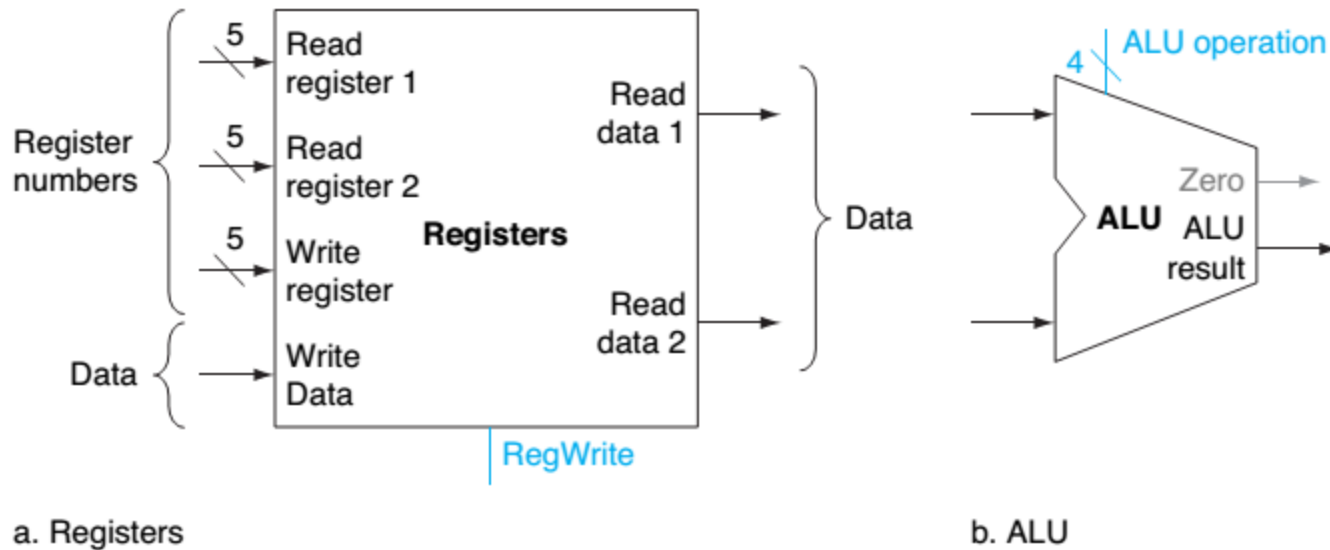 Register
numbers
Data
5
Read
register 1
5
Read
register 2
5
Write
register
Write
Data
Registers
Read
data 1
Read
data 2
RegWrite
Data
4
ALU operation
Zero
ALU
ALU
result
a. Registers
b. ALU